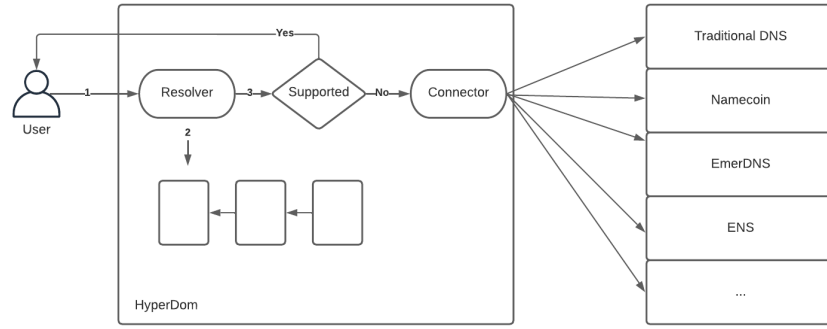 Yes
Traditional DNS
1
Resolver
3
Supported
No
Connector
Namecoin
User
2
EmerDNS
ENS
HyperDom
...